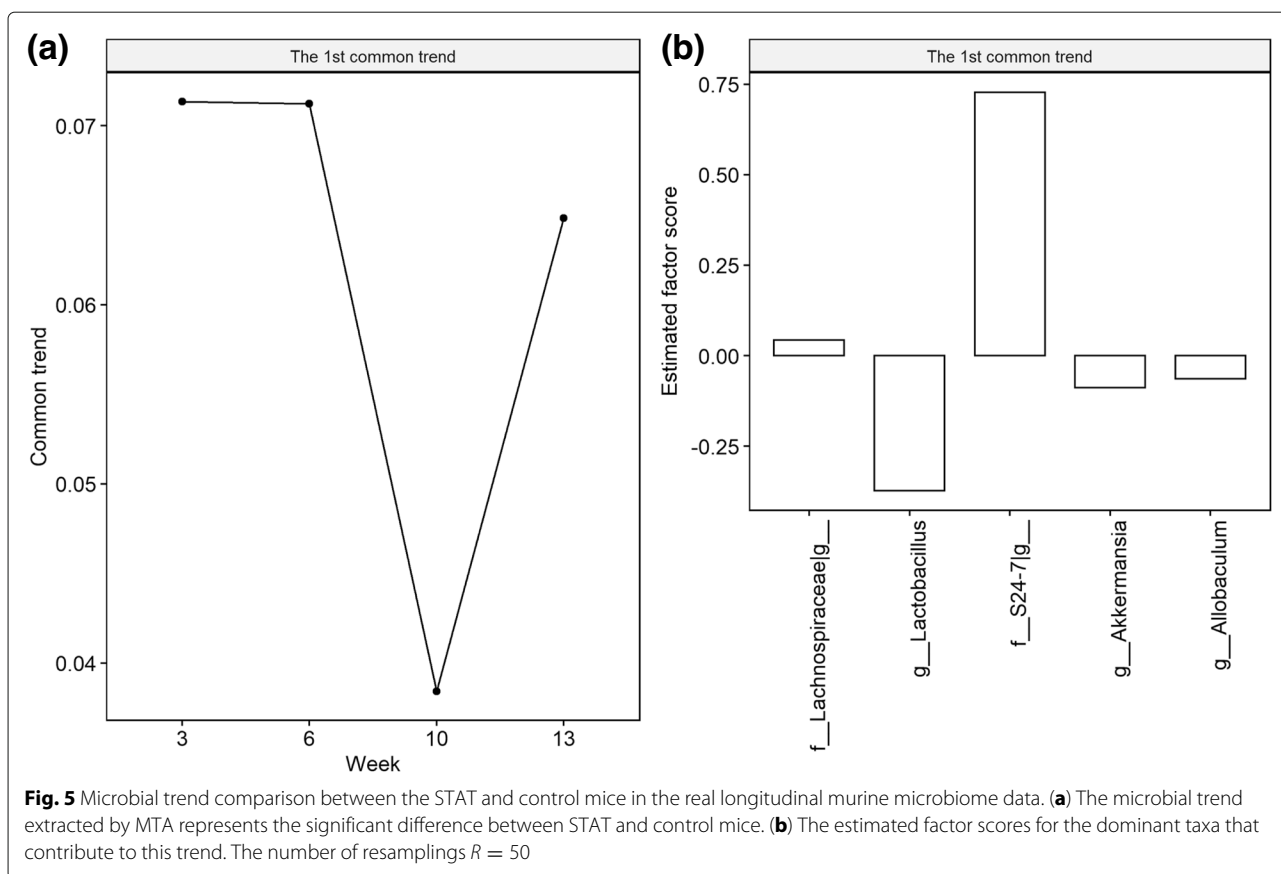 (a)
The 1st common trend
0.07
0.06
0.05
0.04
Common trend
3 6 10 13
Week
(b)
The 1st common trend
0.75
0.50
0.25
0.00
-0.25
Estimated factor score
f__Lachnospiraceae|g__
g__Lactobacillus
f__S24-7|g__
g__Akkermansia
g__Allobaculum
Fig. 5 Microbial trend comparison between the STAT and control mice in the real longitudinal murine microbiome data. (a) The microbial trend
extracted by MTA represents the significant difference between STAT and control mice. (b) The estimated factor scores for the dominant taxa that
contribute to this trend. The number of resamplings R = 50